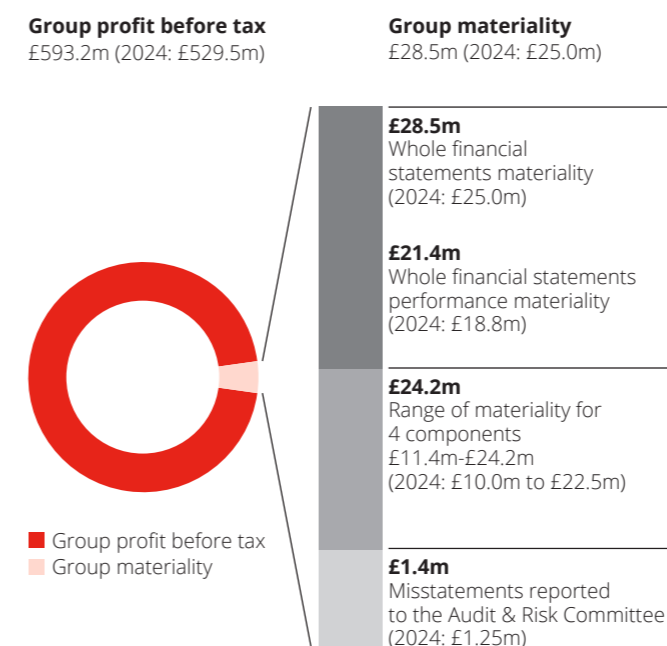 Group profit before tax
£593.2m (2024: £529.5m)
Group materiality
£28.5m (2024: £25.0m)
£28.5m
Whole financial
statements materiality
(2024: £25.0m)
£21.4m
Whole financial statements
performance materiality
(2024: £18.8m)
£24.2m
Range of materiality for
4 components
£11.4m-£24.2m
(2024: £10.0m to £22.5m)
£1.4m
Misstatements reported
to the Audit & Risk Committee
(2024: £1.25m)
Group profit before tax
Group materiality